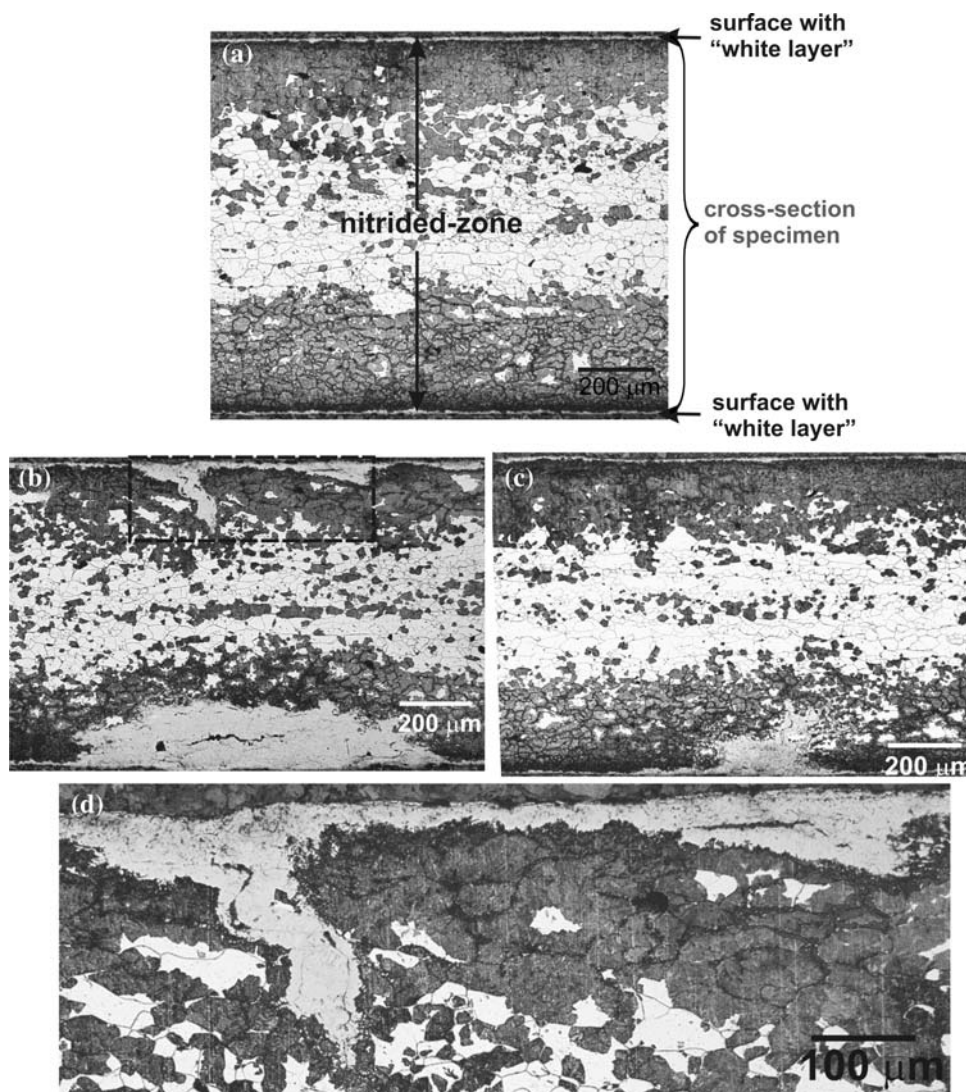 surface with
“white layer”
(a)
cross-section
of specimen
nitrided-zone
200 μm
surface with
“white layer”
(b)
(c)
200 μm
200 μm
(d)
100 μm